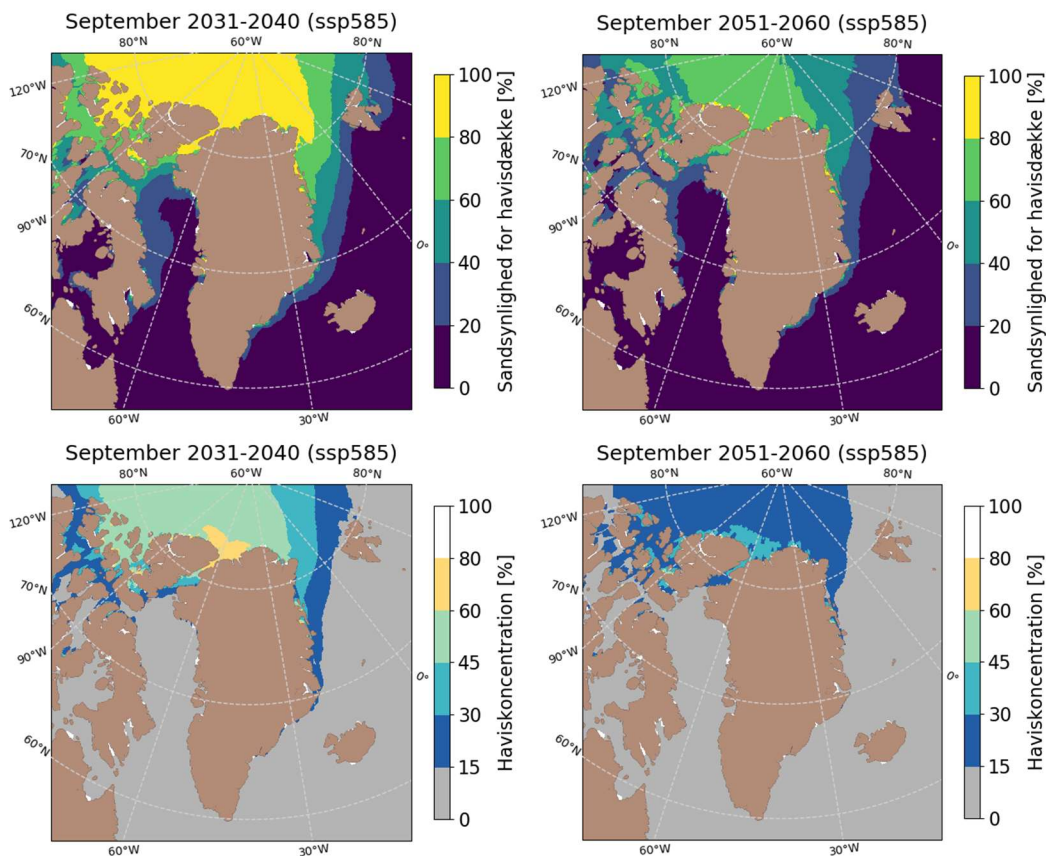 September 2031-2040 (ssp585)
80°N 60°W 80°N
120°W
70°N
90°W
60°N
0°
60°W 30°W
100
80
60
40
20
0
Sandsynlighed for havisdække [%]
September 2051-2060 (ssp585)
80°N 60°W 80°N
120°W
70°N
90°W
60°N
0°
60°W 30°W
100
80
60
40
20
0
Sandsynlighed for havisdække [%]
September 2031-2040 (ssp585)
80°N 60°W 80°N
120°W
70°N
90°W
60°N
0°
60°W 30°W
100
80
60
45
30
15
0
Haviskoncentration [%]
September 2051-2060 (ssp585)
80°N 60°W 80°N
120°W
70°N
90°W
60°N
0°
60°W 30°W
100
80
60
45
30
15
0
Haviskoncentration [%]